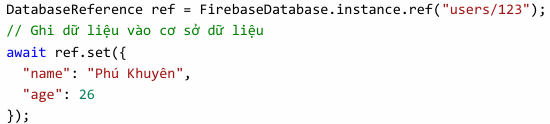 DatabaseReference ref = FirebaseDatabase.instance.ref("users/123");
// Ghi dữ liệu vào cơ sở dữ liệu
await ref.set({
  "name": "Phú Khuyên",
  "age": 26
});